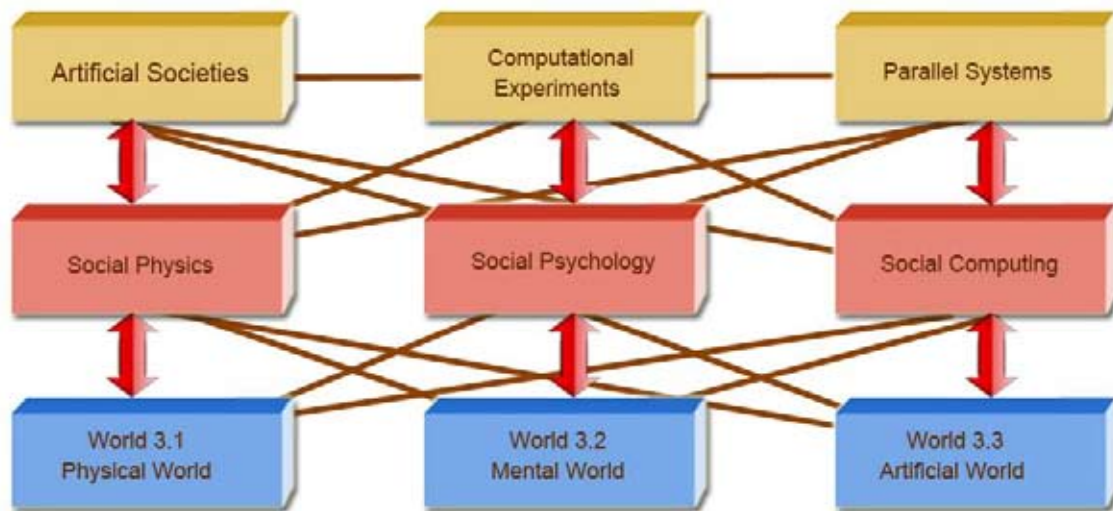 Artificial Societies
Computational
Experiments
Parallel Systems
Social Physics
Social Psychology
Social Computing
World 3.1
Physical World
World 3.2
Mental World
World 3.3
Artificial World